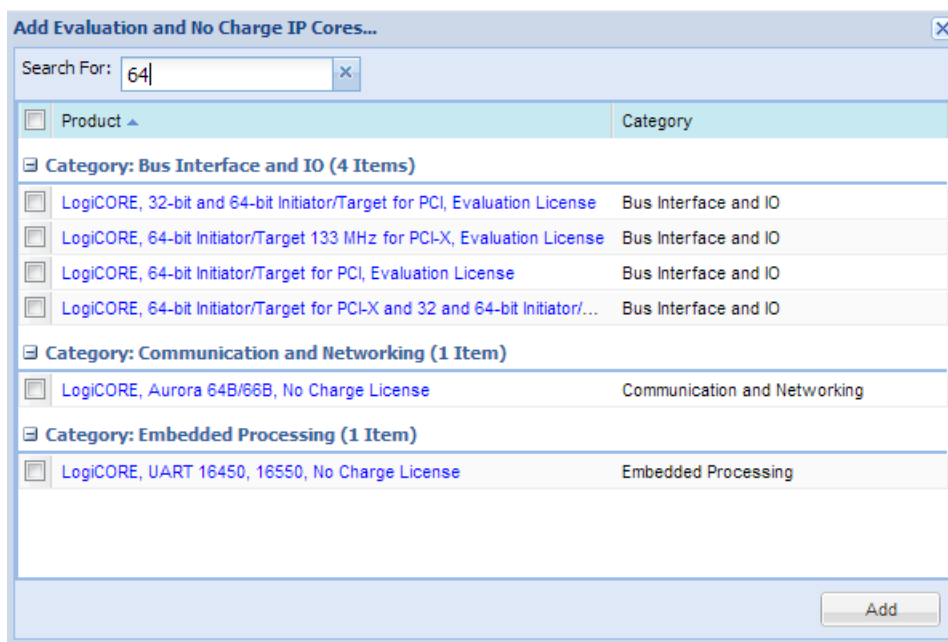 Add Evaluation and No Charge IP Cores...
Search For: 64
Product Category
Category: Bus Interface and IO (4 Items)
LogiCORE, 32-bit and 64-bit Initiator/Target for PCI, Evaluation License Bus Interface and IO
LogiCORE, 64-bit Initiator/Target 133 MHz for PCI-X, Evaluation License Bus Interface and IO
LogiCORE, 64-bit Initiator/Target for PCI, Evaluation License Bus Interface and IO
LogiCORE, 64-bit Initiator/Target for PCI-X and 32 and 64-bit Initiator/... Bus Interface and IO
Category: Communication and Networking (1 Item)
LogiCORE, Aurora 64B/66B, No Charge License Communication and Networking
Category: Embedded Processing (1 Item)
LogiCORE, UART 16450, 16550, No Charge License Embedded Processing
Add